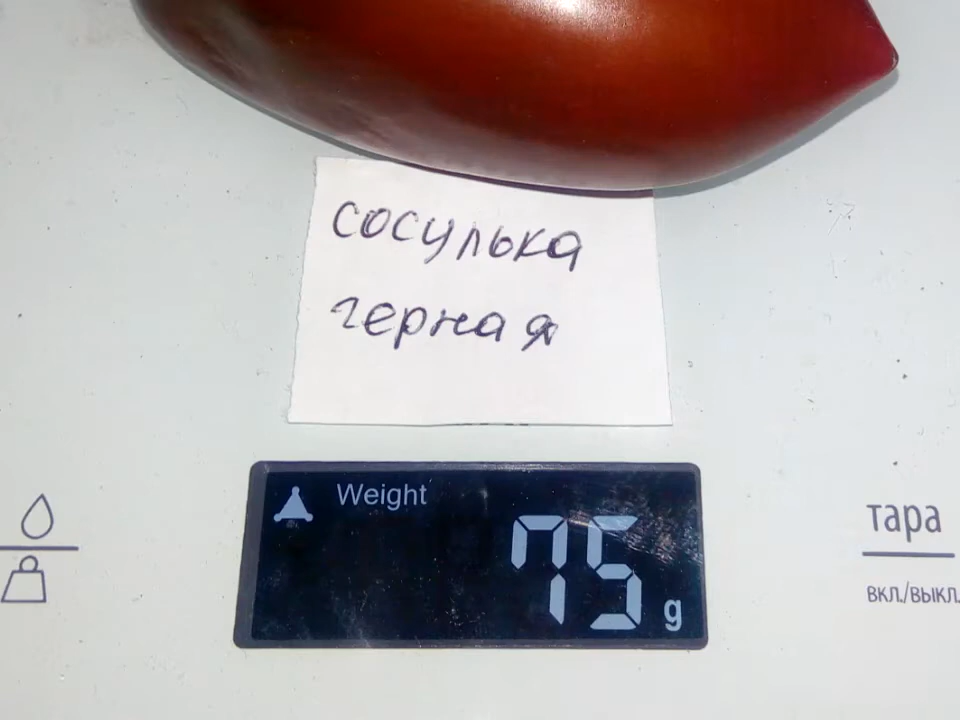 сосулька
черная
Weight
75 g
тара
вкл./выкл.